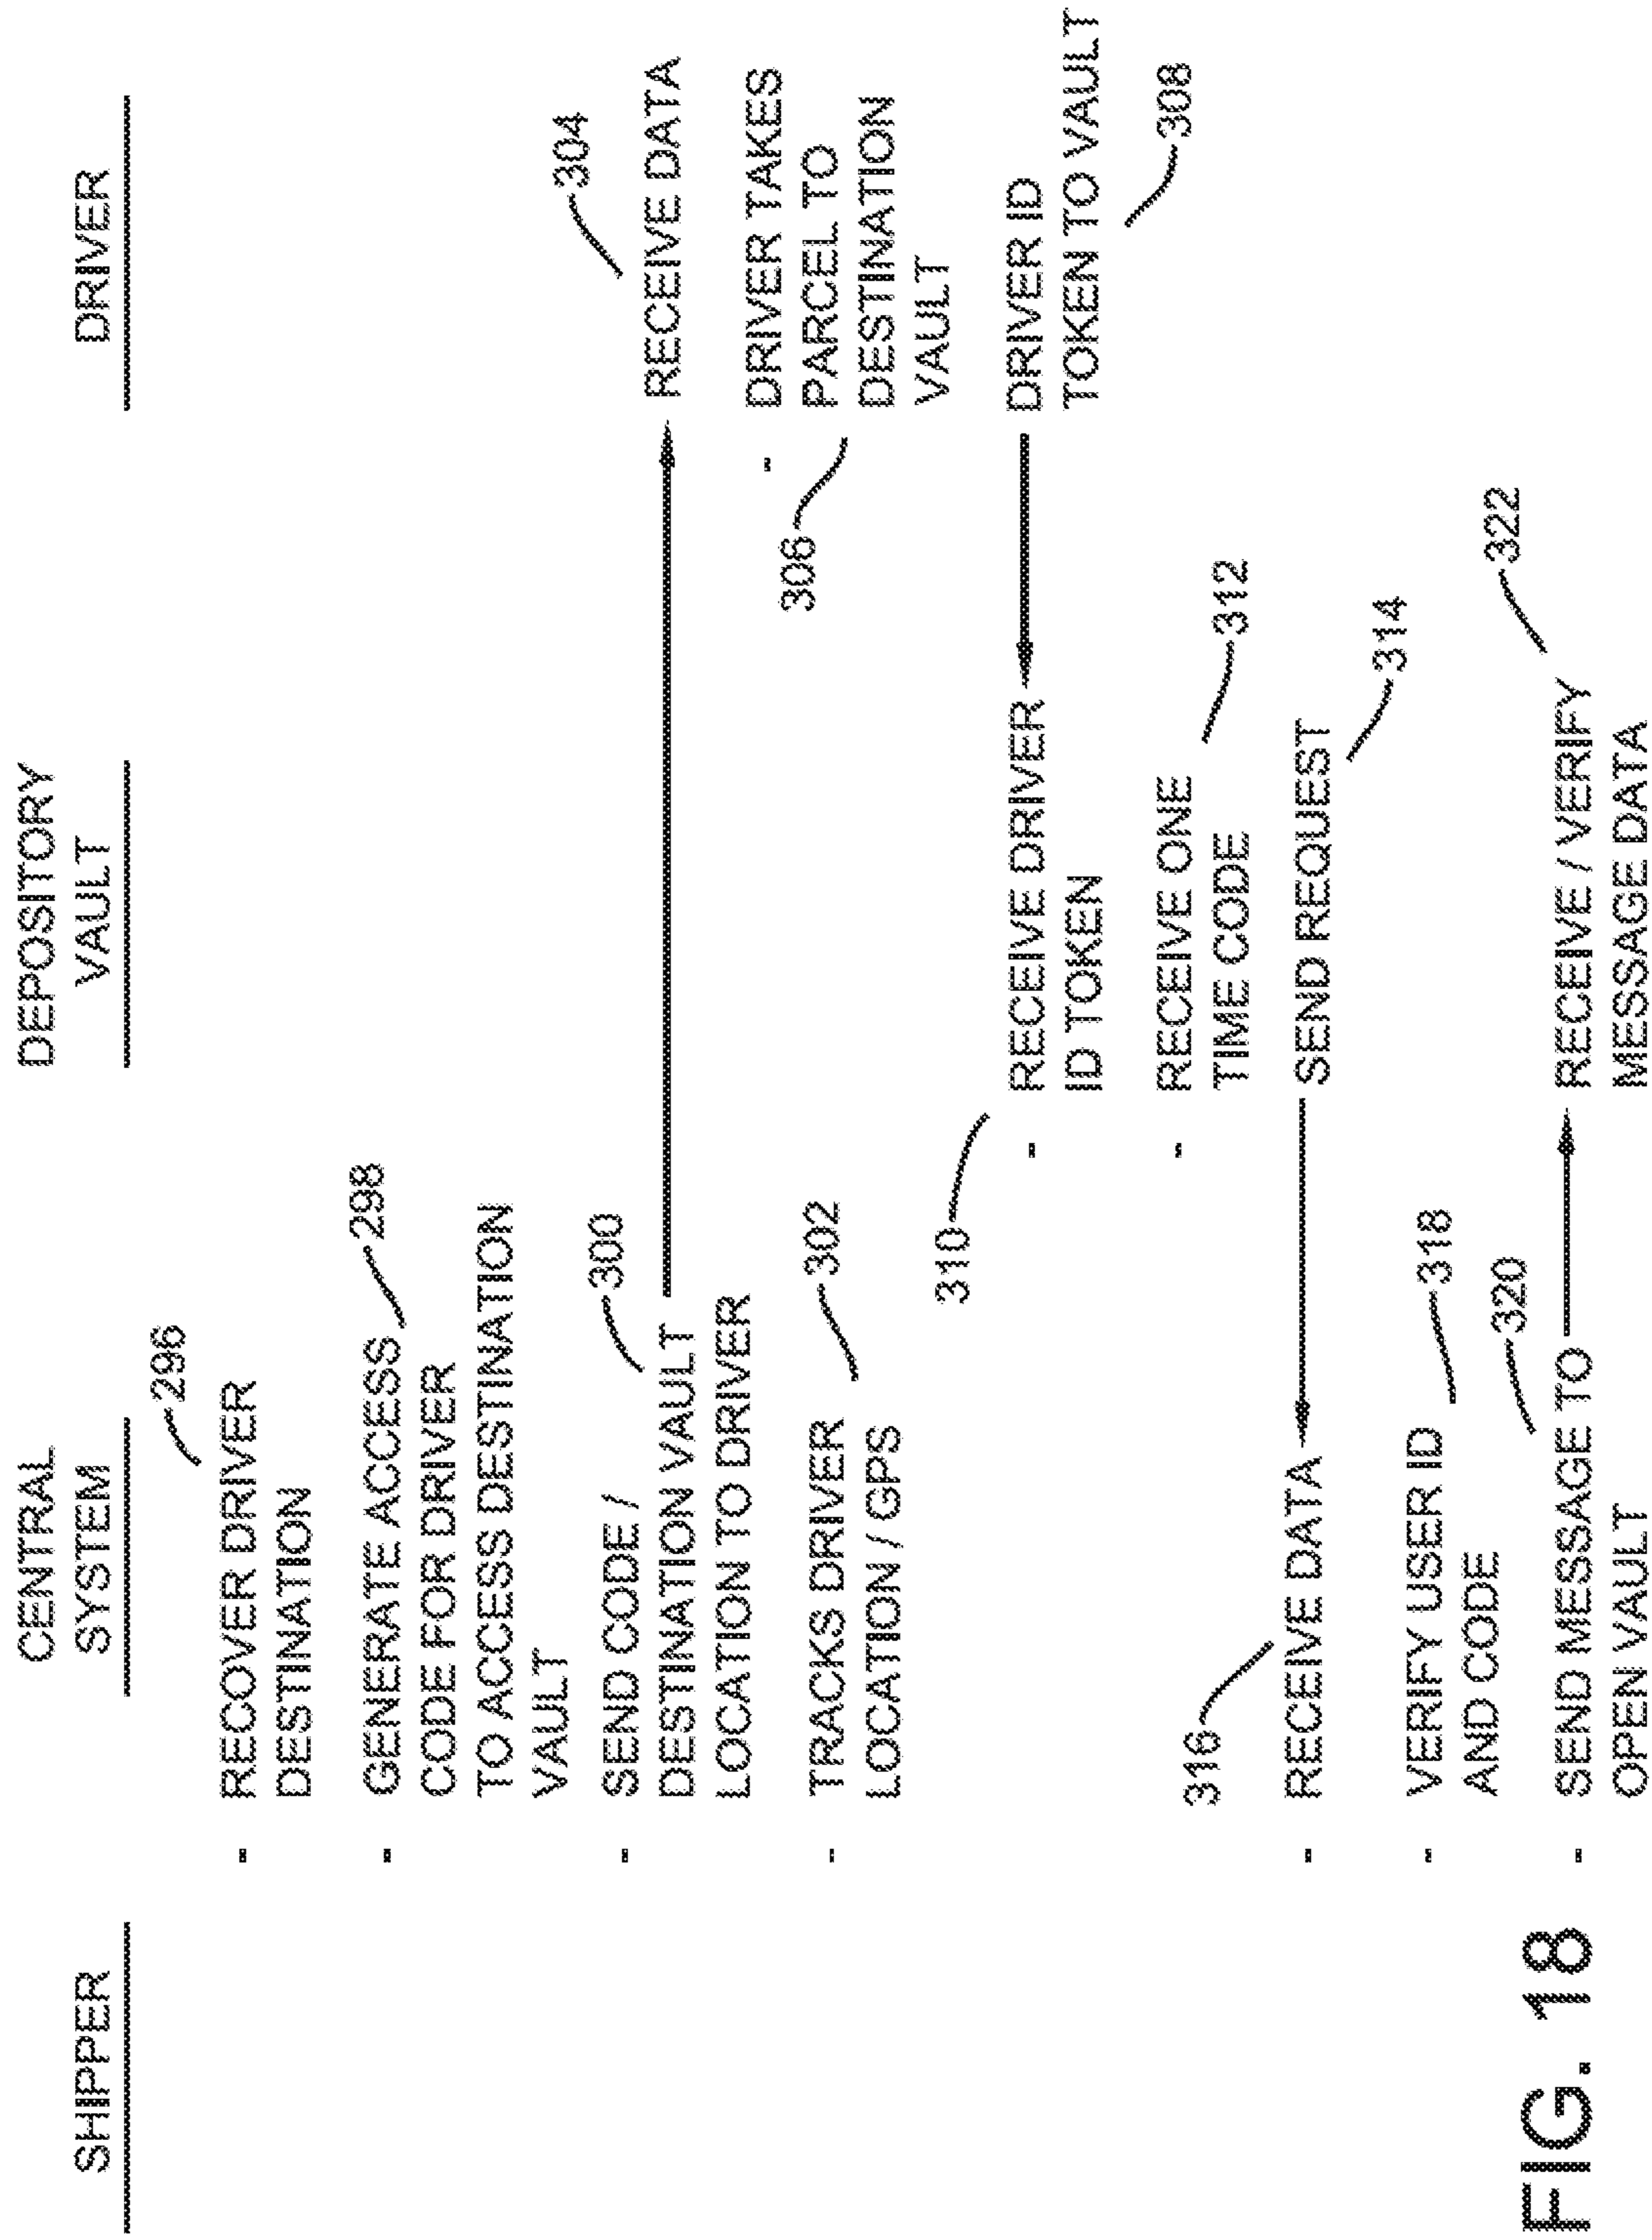 SHIPPER
CENTRAL
SYSTEM
DEPOSITORY
VAULT
DRIVER
296
- RECOVER DRIVER
DESTINATION
298
- GENERATE ACCESS
CODE FOR DRIVER
TO ACCESS DESTINATION
VAULT
300
- SEND CODE /
DESTINATION VAULT
LOCATION TO DRIVER
304
RECEIVE DATA
302
- TRACKS DRIVER
LOCATION / GPS
306
- DRIVER TAKES
PARCEL TO
DESTINATION
VAULT
310
- RECEIVE DRIVER
ID TOKEN
DRIVER ID
TOKEN TO VAULT
308
- RECEIVE ONE
TIME CODE
312
SEND REQUEST
314
316
- RECEIVE DATA
- VERIFY USER ID
AND CODE
318
320
- SEND MESSAGE TO
OPEN VAULT
322
RECEIVE / VERIFY
MESSAGE DATA
FIG. 18